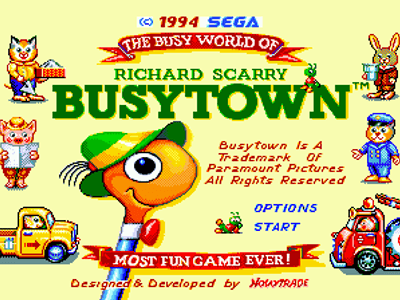 © 1994 SEGA
THE BUSY WORLD OF
RICHARD SCARRY
BUSYTOWN™
Busytown Is A
Trademark Of
Paramount Pictures
All Rights Reserved
OPTIONS
START
MOST FUN GAME EVER!
Designed & Developed by NOVOTRADE